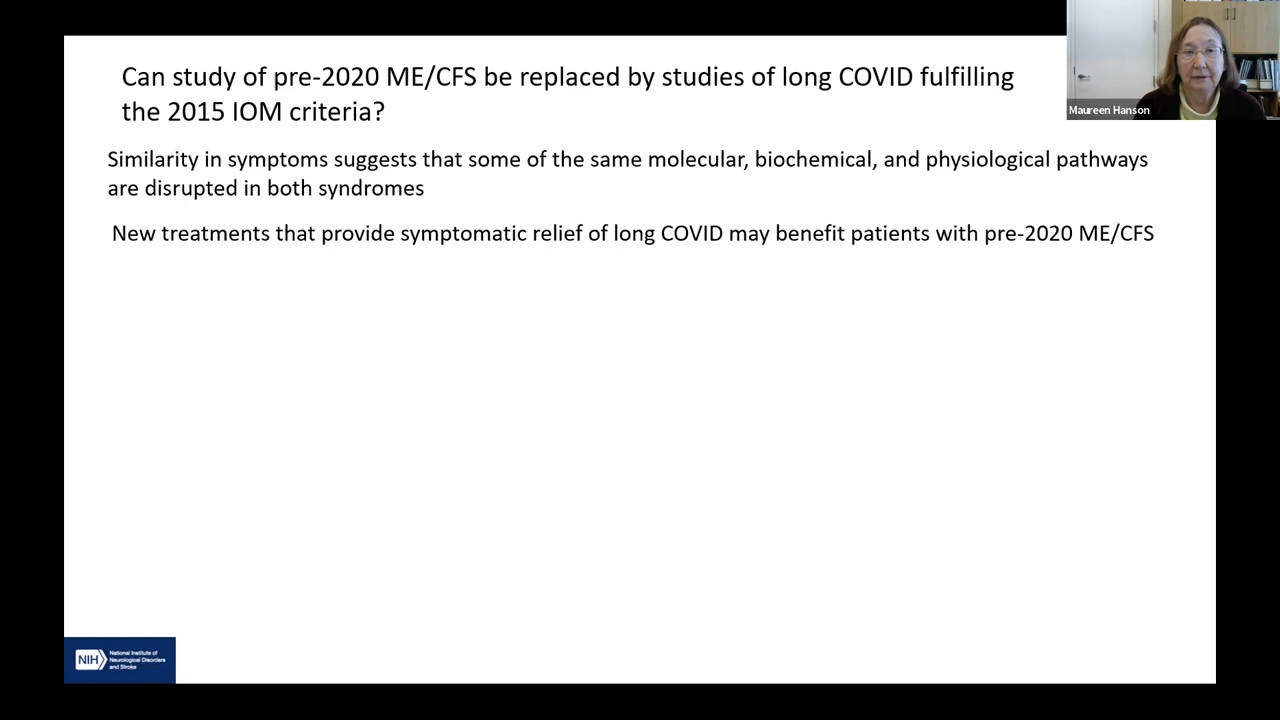 Can study of pre-2020 ME/CFS be replaced by studies of long COVID fulfilling
the 2015 IOM criteria?
Maureen Hanson
Similarity in symptoms suggests that some of the same molecular, biochemical, and physiological pathways
are disrupted in both syndromes
New treatments that provide symptomatic relief of long COVID may benefit patients with pre-2020 ME/CFS
NIH
National Institute of
Neurological Disorders
and Stroke